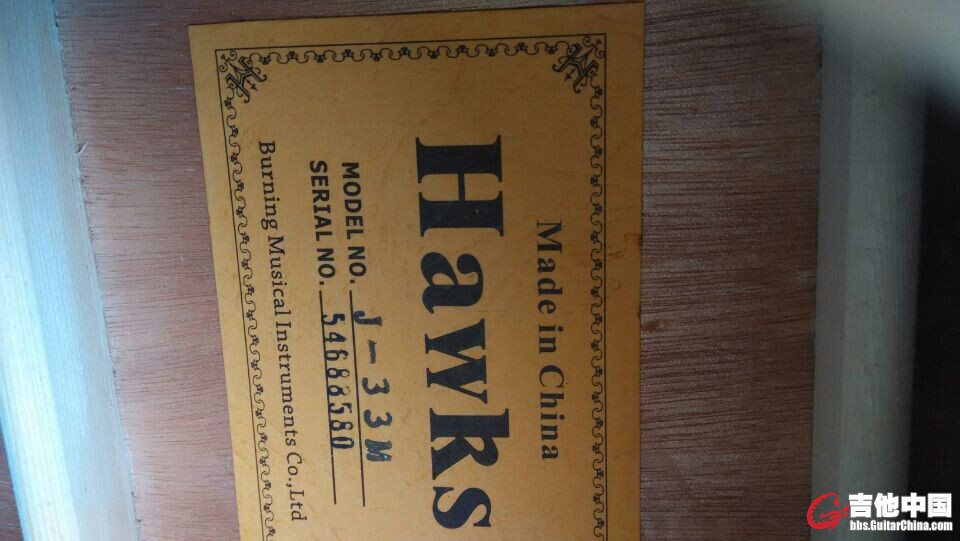 Made in China
Hawks
MODEL NO. J-33M
SERIAL NO. 54688580
Burning Musical Instruments Co.,Ltd
吉他中国
bbs.GuitarChina.com